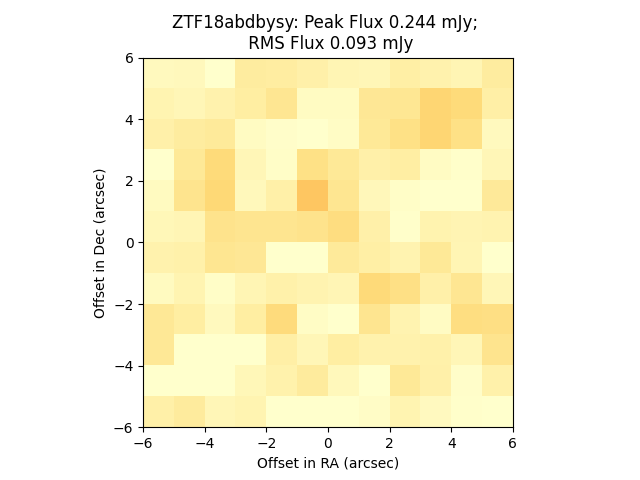 ZTF18abdbysy: Peak Flux 0.244 mJy;
RMS Flux 0.093 mJy
6
4
2
0
−2
−4
−6
Offset in Dec (arcsec)
−6 −4 −2 0 2 4 6
Offset in RA (arcsec)